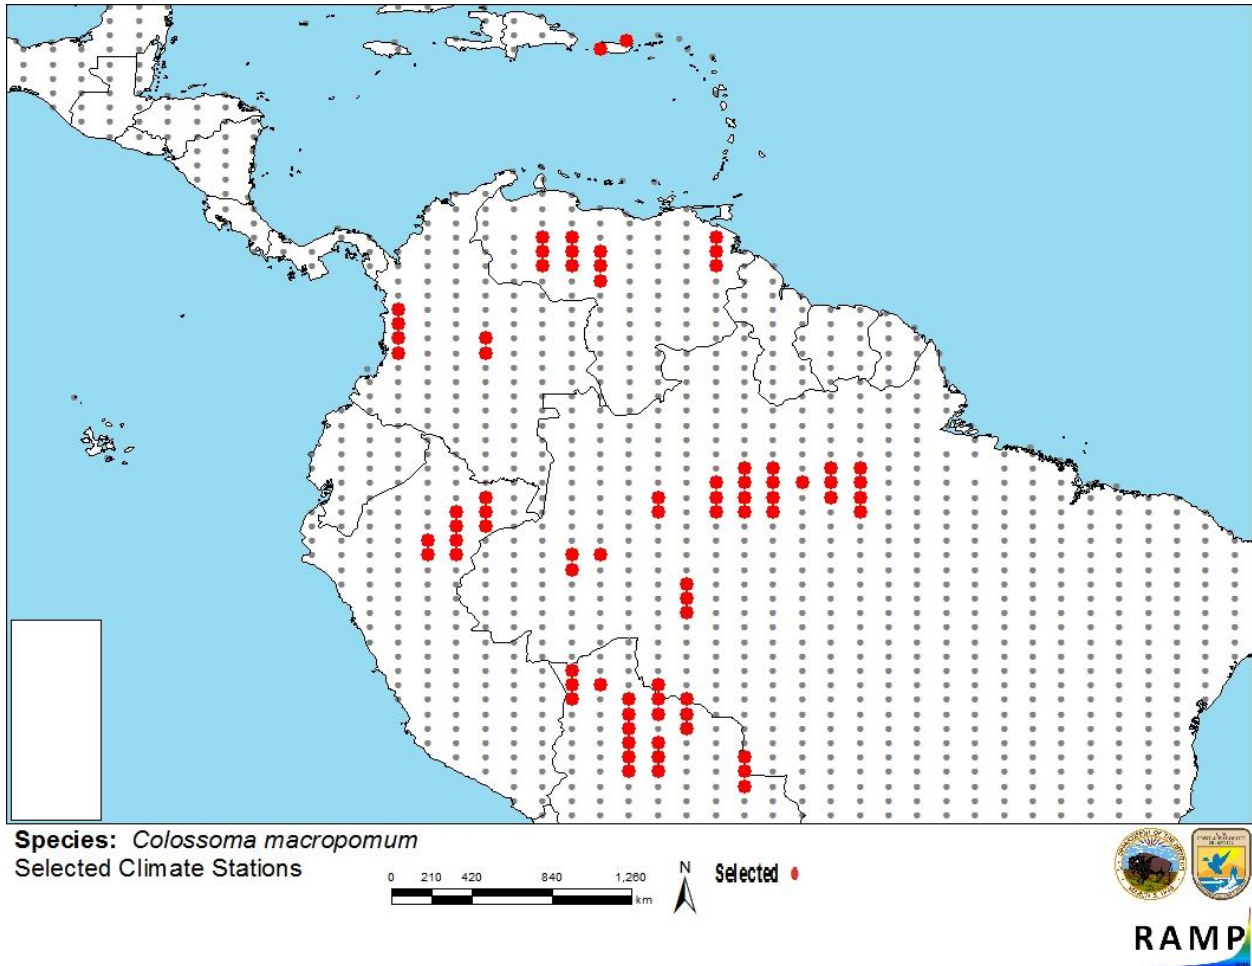 Species: Colossoma macropomum
Selected Climate Stations
0 210 420 840 1,260
km
N
Selected
RAMP